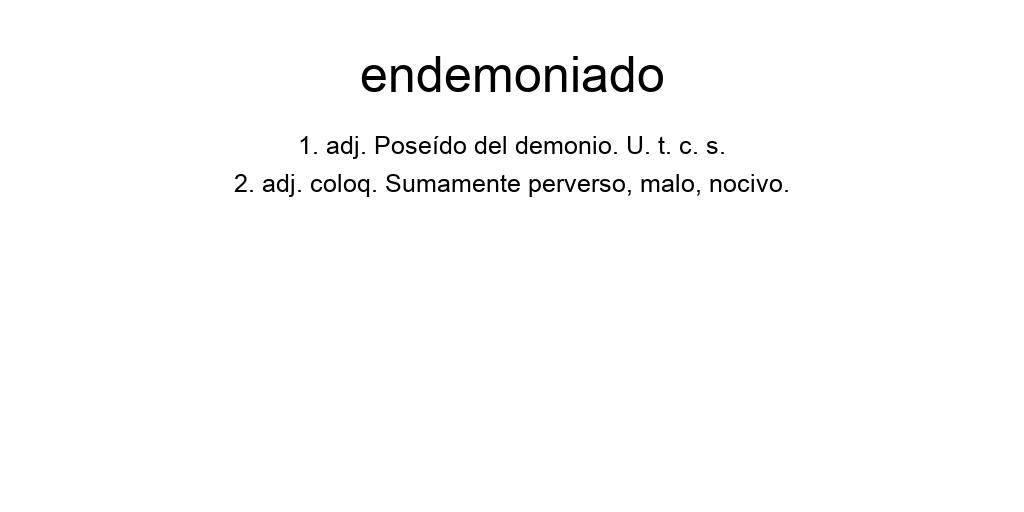 endemoniado
1. adj. Poseído del demonio. U. t. c. s.
2. adj. coloq. Sumamente perverso, malo, nocivo.